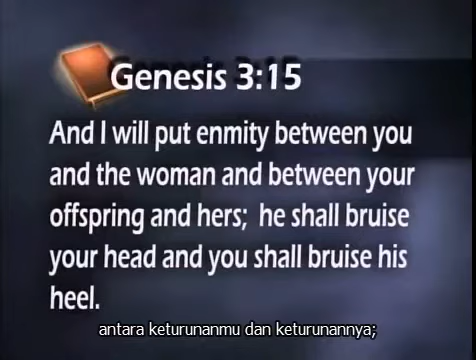 Genesis 3:15
And I will put enmity between you
and the woman and between your
offspring and hers; he shall bruise
your head and you shall bruise his
heel.
antara keturunanmu dan keturunannya;